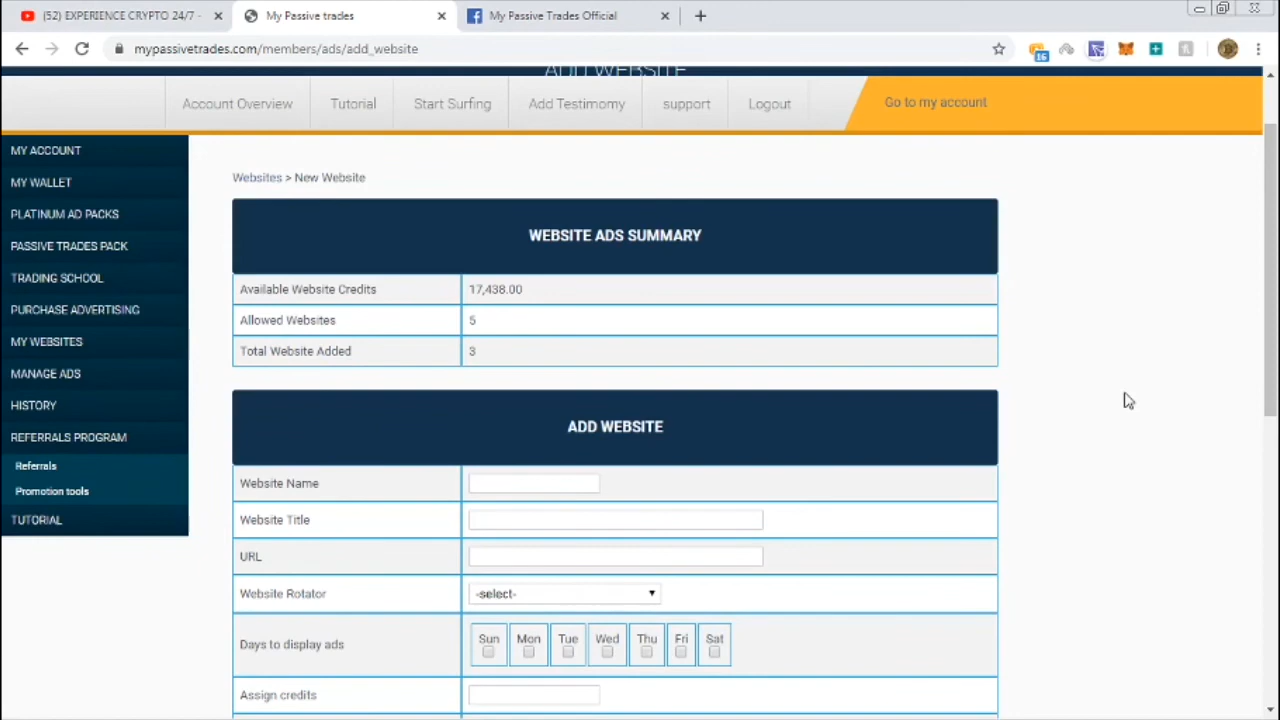 (52) EXPERIENCE CRYPTO 24/7 -
My Passive trades
My Passive Trades Official
mypassivetrades.com/members/ads/add_website
16
ADD WEBSITE
Account Overview
Tutorial
Start Surfing
Add Testimomy
support
Logout
Go to my account
MY ACCOUNT
MY WALLET
PLATINUM AD PACKS
PASSIVE TRADES PACK
TRADING SCHOOL
PURCHASE ADVERTISING
MY WEBSITES
MANAGE ADS
HISTORY
REFERRALS PROGRAM
Referrals
Promotion tools
TUTORIAL
Websites > New Website
WEBSITE ADS SUMMARY
Available Website Credits 17,438.00
Allowed Websites 5
Total Website Added 3
ADD WEBSITE
Website Name
Website Title
URL
Website Rotator -select-
Days to display ads Sun Mon Tue Wed Thu Fri Sat
Assign credits